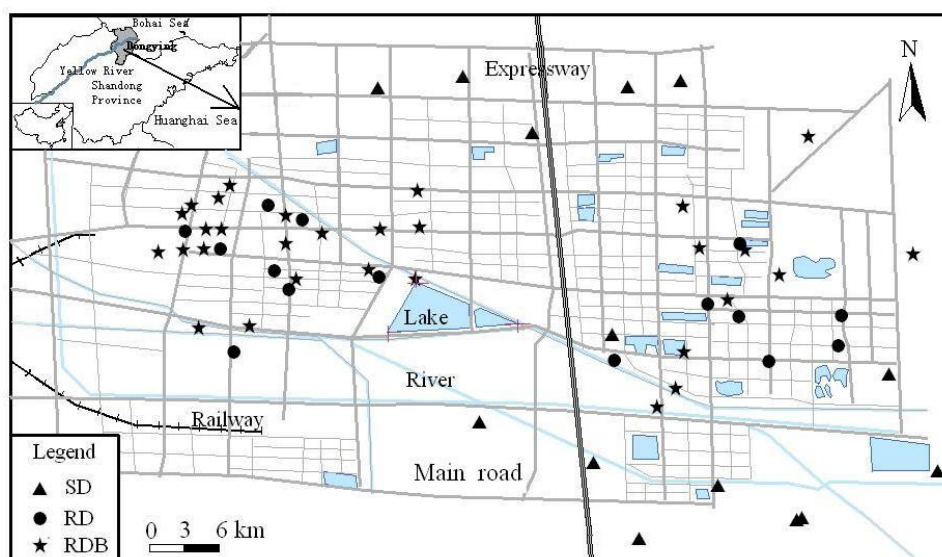 Bohai Sea
Dongying
Yellow River
Shandong
Province
Huanghai Sea
Expressway
N
Lake
River
Railway
Main road
Legend
SD
RD
RDB
0 3 6 km